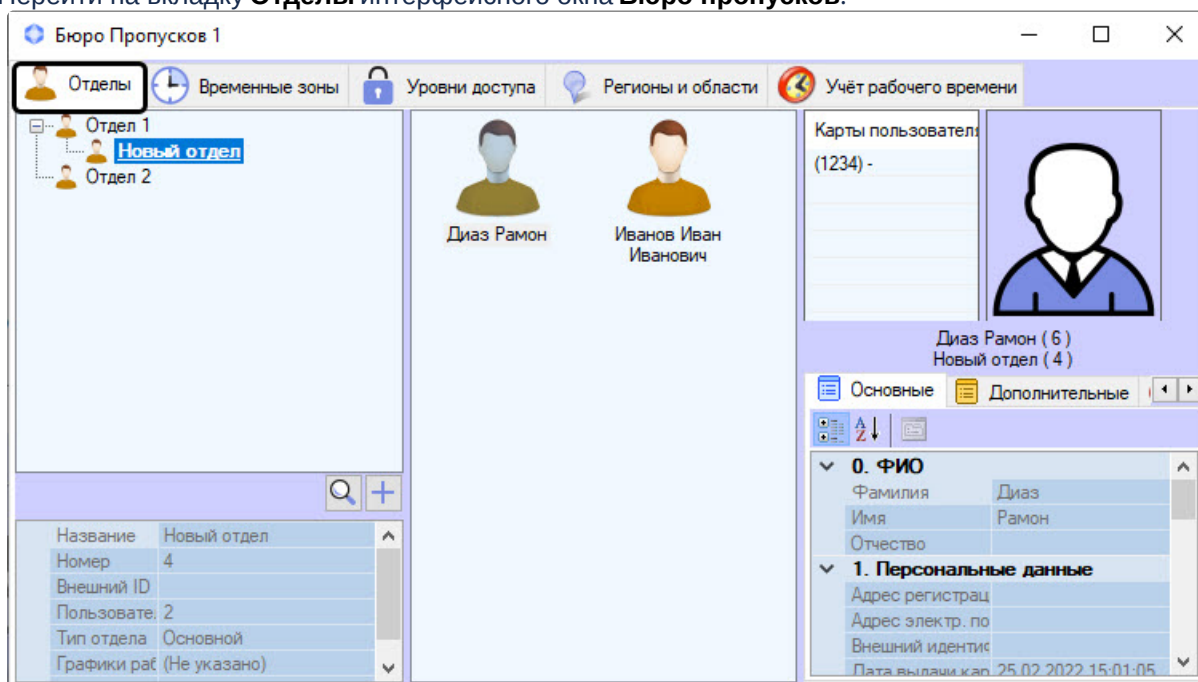 Перейти на вкладку Отделы интерфейсного окна Бюро пропусков.
Бюро Пропусков 1
Отделы Временные зоны Уровни доступа Регионы и области Учёт рабочего времени
Отдел 1
Новый отдел
Отдел 2
Диаз Рамон
Иванов Иван
Иванович
Карты пользователя
(1234) -
Диаз Рамон ( 6 )
Новый отдел ( 4 )
Основные Дополнительные
0. ФИО
Фамилия Диаз
Имя Рамон
Отчество
1. Персональные данные
Адрес регистрац
Адрес электр. по
Внешний идентиф
Дата выдачи кар 25.02.2022 15:01:05
Название Новый отдел
Номер 4
Внешний ID
Пользовате. 2
Тип отдела Основной
Графики раб (Не указано)